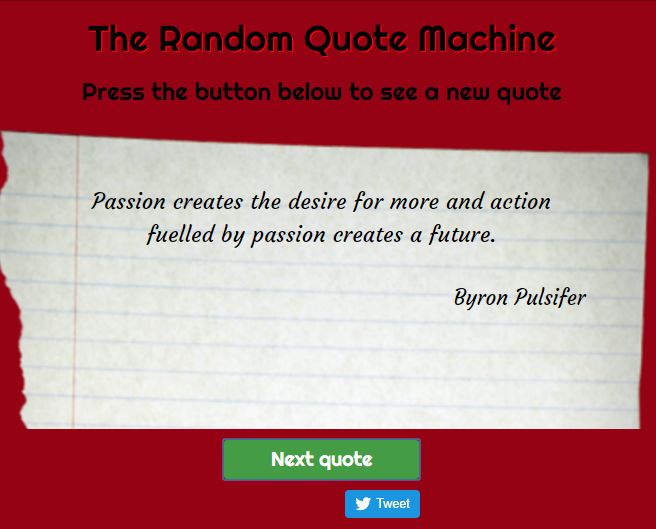 The Random Quote Machine
Press the button below to see a new quote
Passion creates the desire for more and action
fuelled by passion creates a future.
Byron Pulsifer
Next quote
Tweet